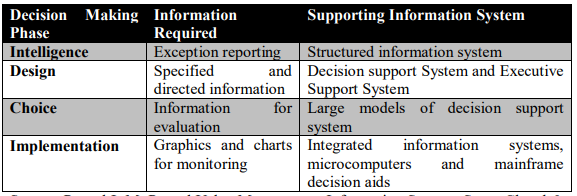 Decision Making Phase Information Required Supporting Information System
Intelligence Exception reporting Structured information system
Design Specified and directed information Decision support System and Executive Support System
Choice Information for evaluation Large models of decision support system
Implementation Graphics and charts for monitoring Integrated information systems, microcomputers and mainframe decision aids